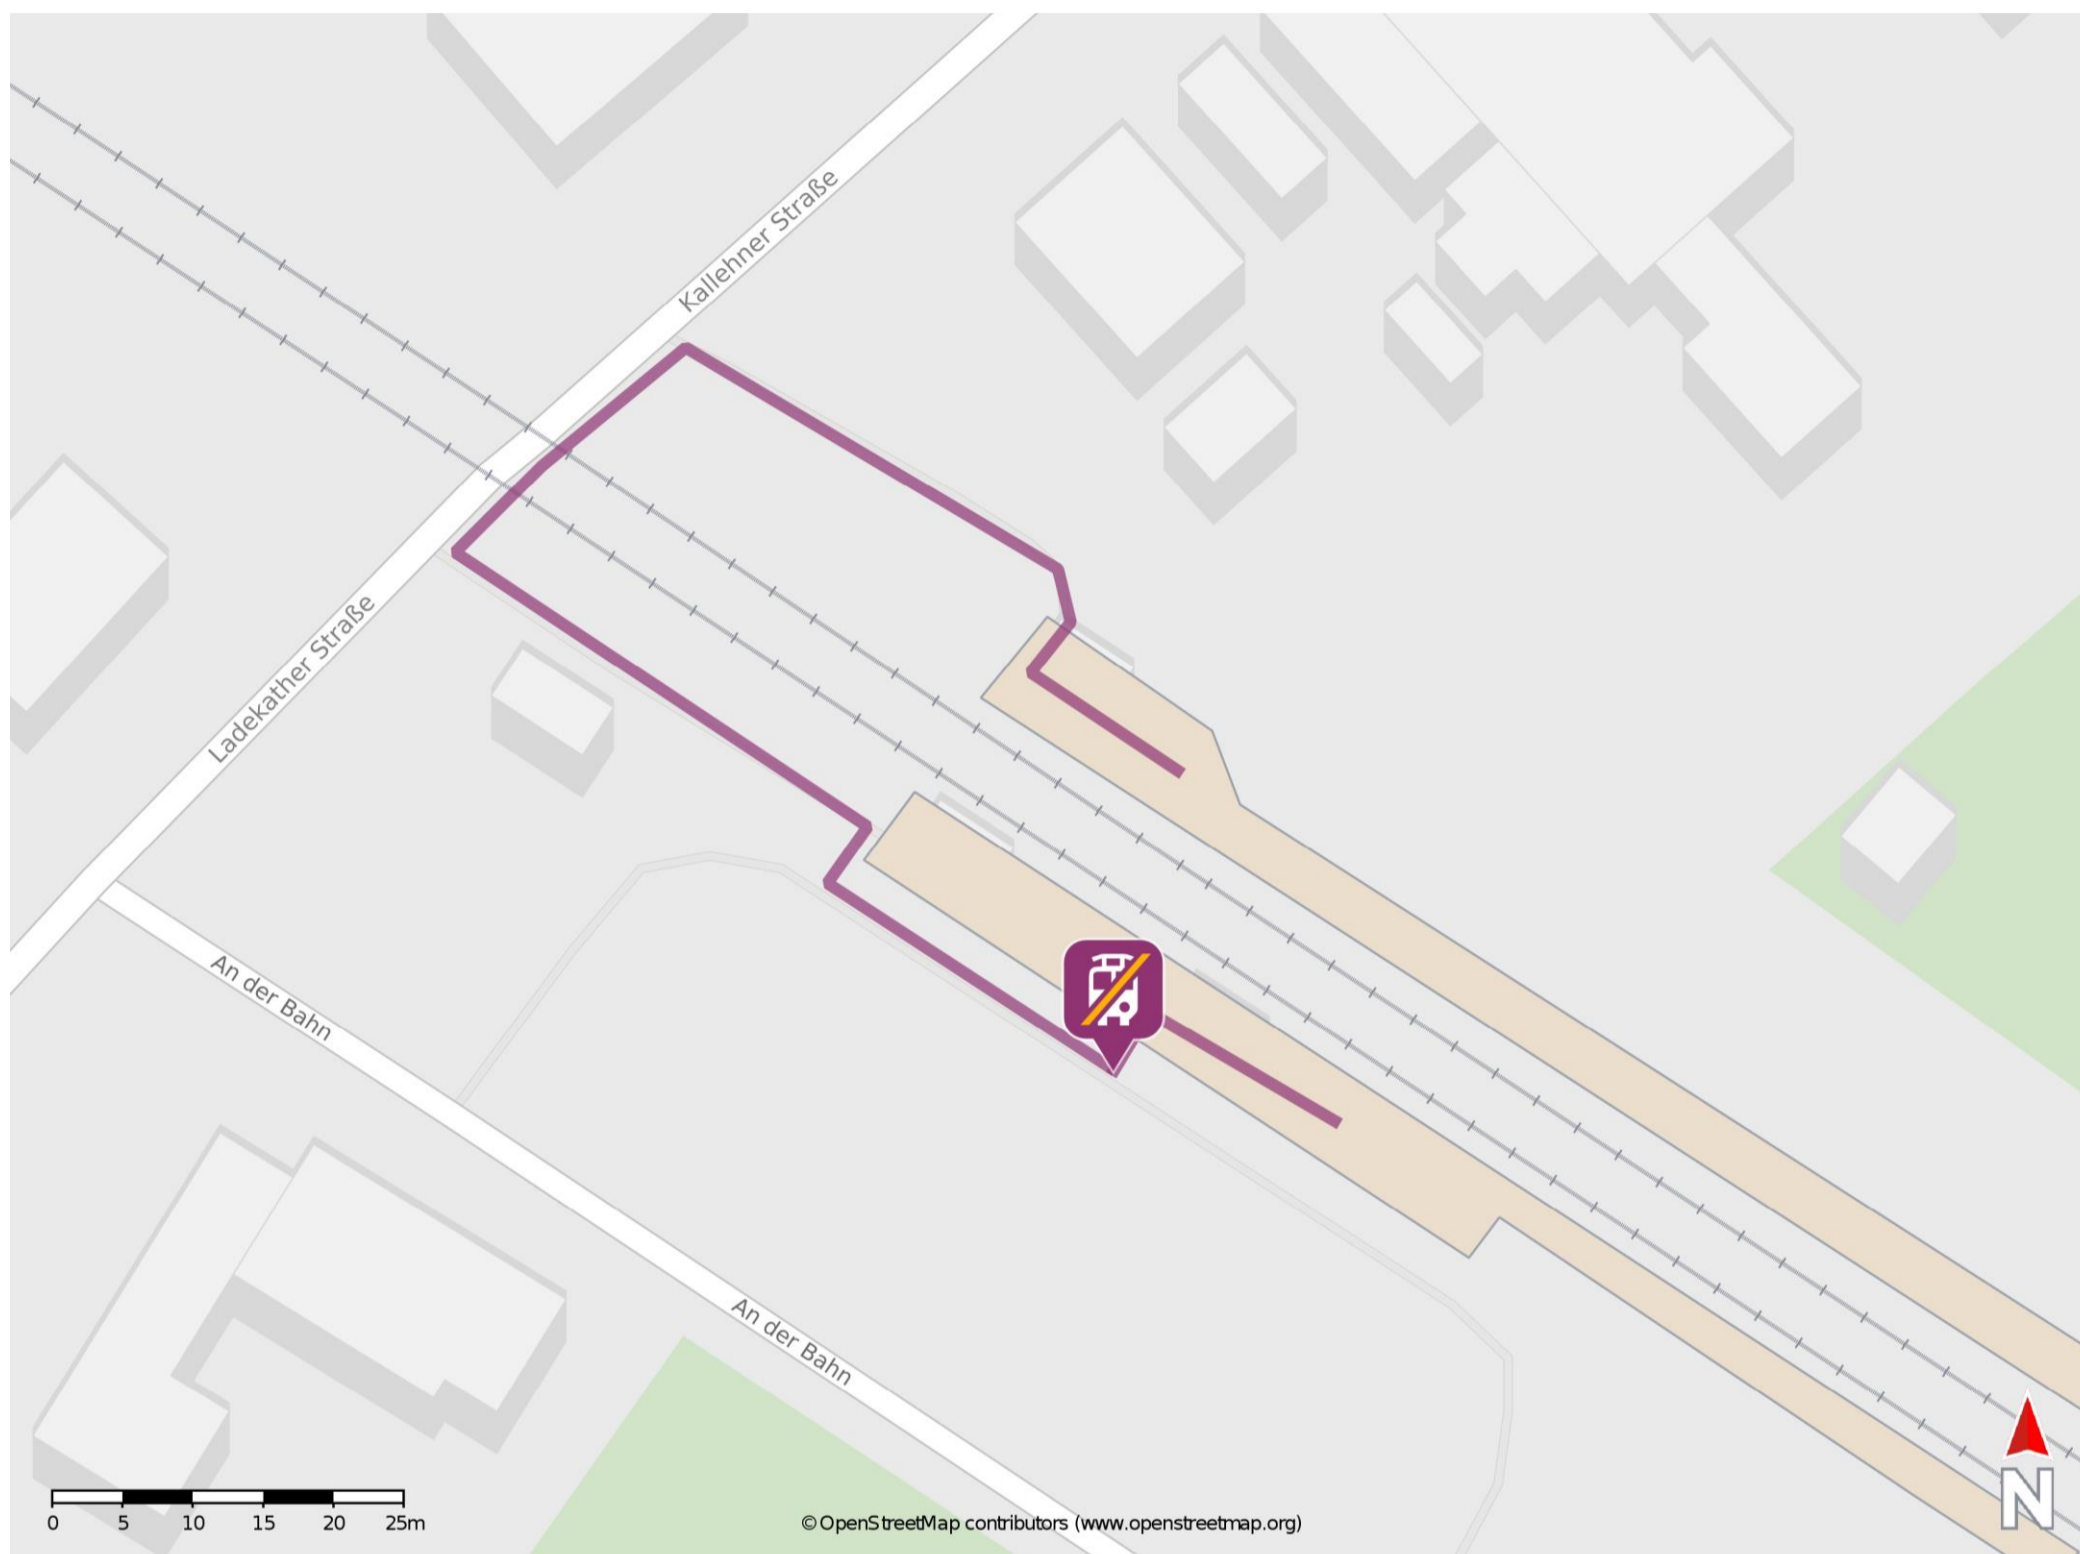 Kallehner Straße
Ladekather Straße
An der Bahn
An der Bahn
N
0 5 10 15 20 25m
© OpenStreetMap contributors (www.openstreetmap.org)